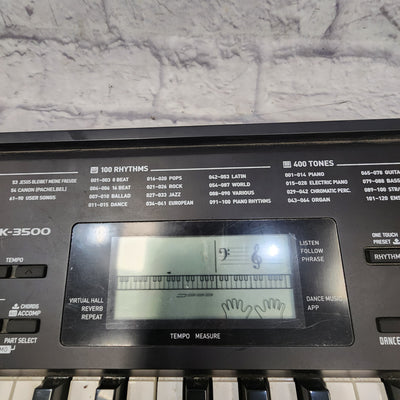 53 JESUS BLEIBET MEINE FREUDE
54 CANON (PACHELBEL)
61-90 USER SONGS
100 RHYTHMS
001-003 8 BEAT
004-006 16 BEAT
007-010 BALLAD
011-015 DANCE
016-020 POPS
021-026 ROCK
027-033 JAZZ
034-041 EUROPEAN
042-053 LATIN
054-087 WORLD
088-090 VARIOUS
091-100 PIANO RHYTHMS
400 TONES
001-014 PIANO
015-028 ELECTRIC PIANO
029-042 CHROMATIC PERC.
043-064 ORGAN
065-078 GUITA
079-088 BASS
089-100 STR
101-120 ENS
K-3500
TEMPO
CHORDS
ACCOMP
PART SELECT
VIRTUAL HALL
REVERB
REPEAT
LISTEN
FOLLOW
PHRASE
DANCE MUSIC
APP
TEMPO MEASURE
ONE TOUCH
PRESET
RHYTHM
DANCE